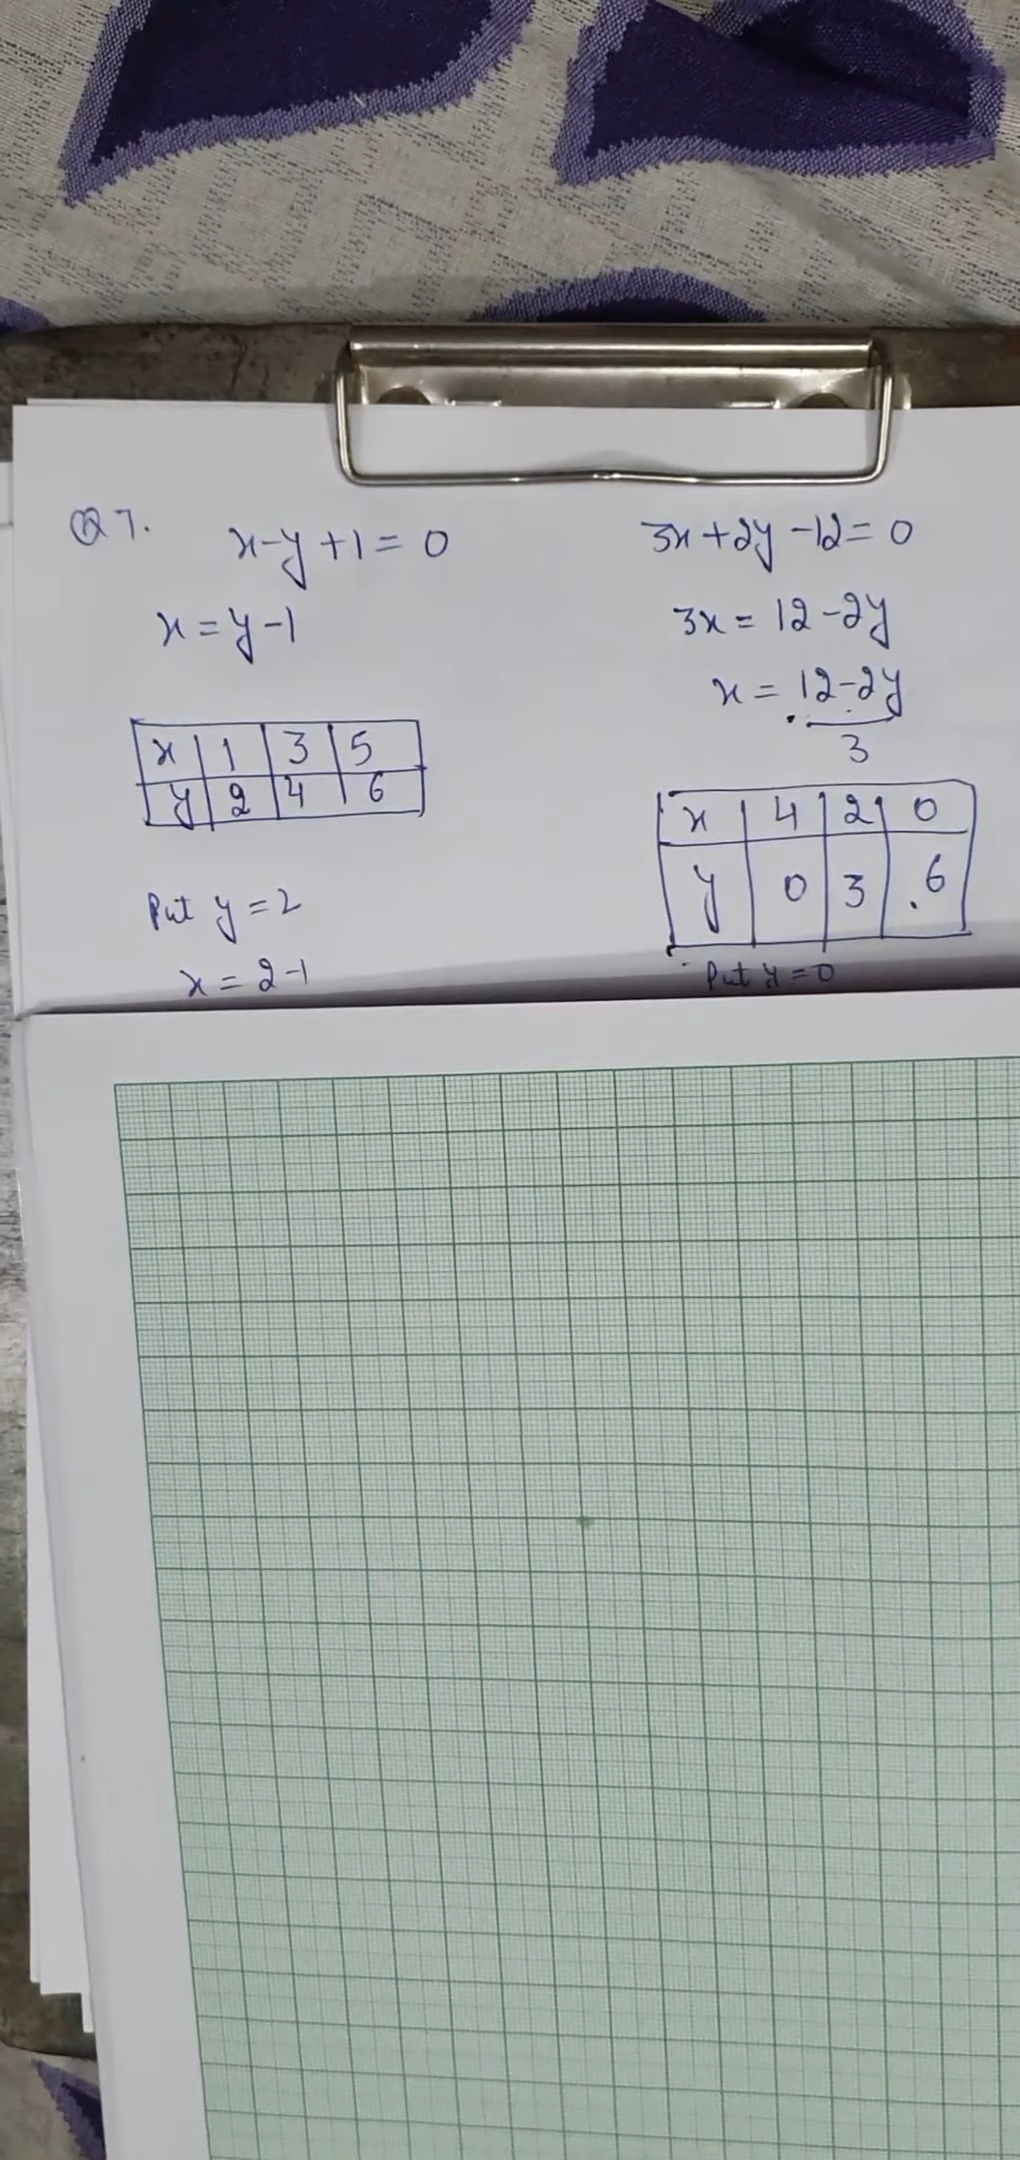 Q7.
x-y+1=0
x=y-1
x | 1 | 3 | 5
y | 2 | 4 | 6
Put y=2
x=2-1
3x+2y-12=0
3x=12-2y
x=12-2y
3
x | 4 | 2 | 0
y | 0 | 3 | 6
Put y=0